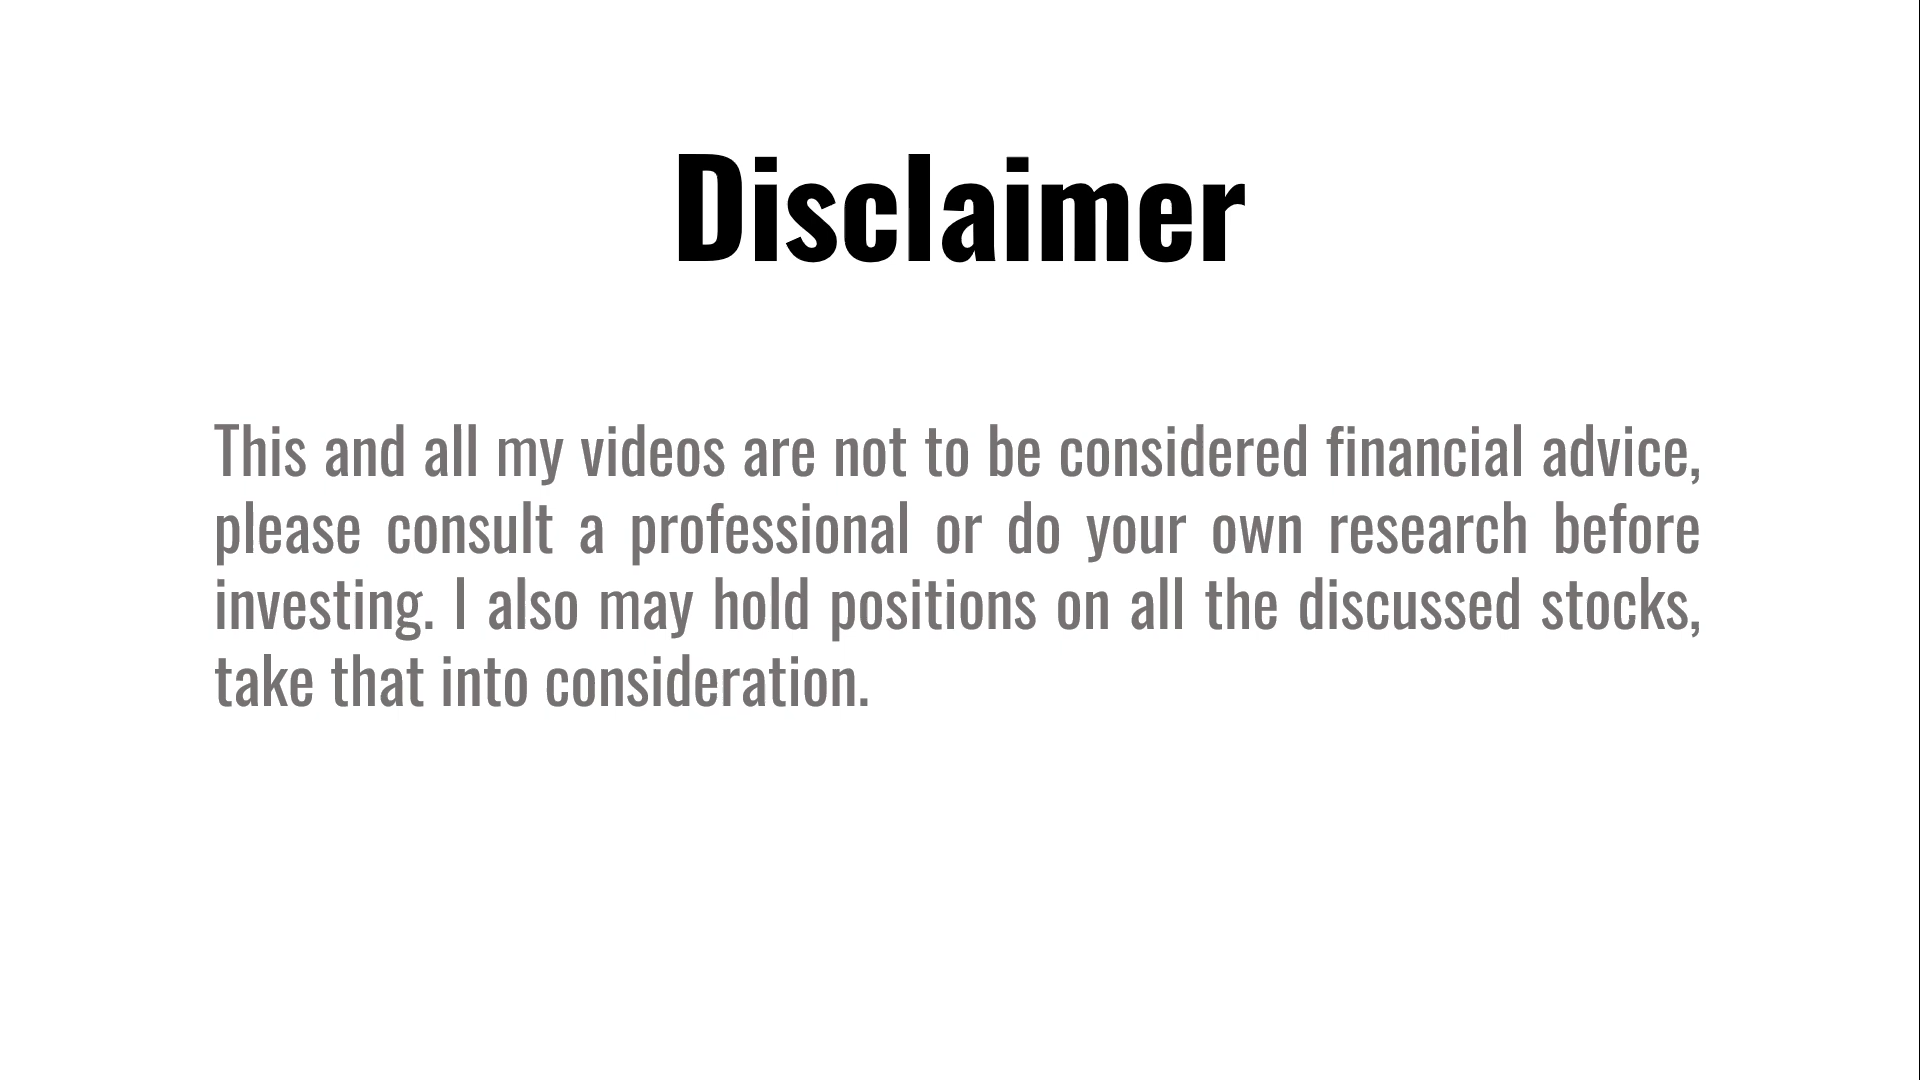 Disclaimer
This and all my videos are not to be considered financial advice,
please consult a professional or do your own research before
investing. I also may hold positions on all the discussed stocks,
take that into consideration.